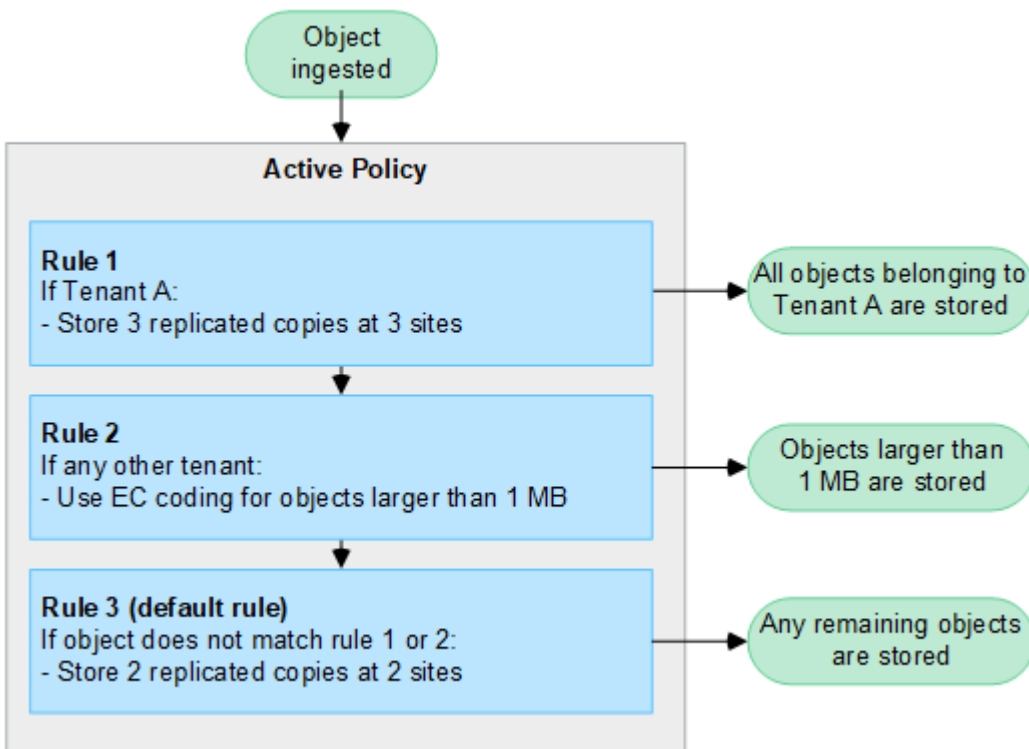 Object
ingested
Active Policy
Rule 1
If Tenant A:
- Store 3 replicated copies at 3 sites
All objects belonging to
Tenant A are stored
Rule 2
If any other tenant:
- Use EC coding for objects larger than 1 MB
Objects larger than
1 MB are stored
Rule 3 (default rule)
If object does not match rule 1 or 2:
- Store 2 replicated copies at 2 sites
Any remaining objects
are stored